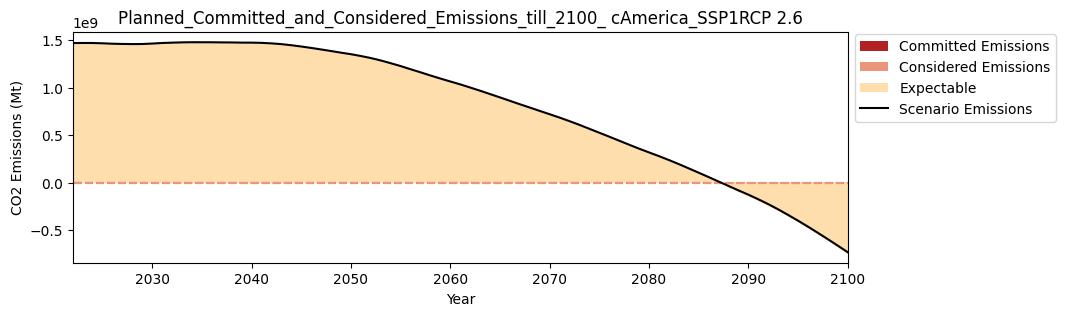 Planned_Committed_and_Considered_Emissions_till_2100_ cAmerica_SSP1RCP 2.6
1e9
1.5
1.0
0.5
0.0
−0.5
CO2 Emissions (Mt)
2030 2040 2050 2060 2070 2080 2090 2100
Year
Committed Emissions
Considered Emissions
Expectable
Scenario Emissions